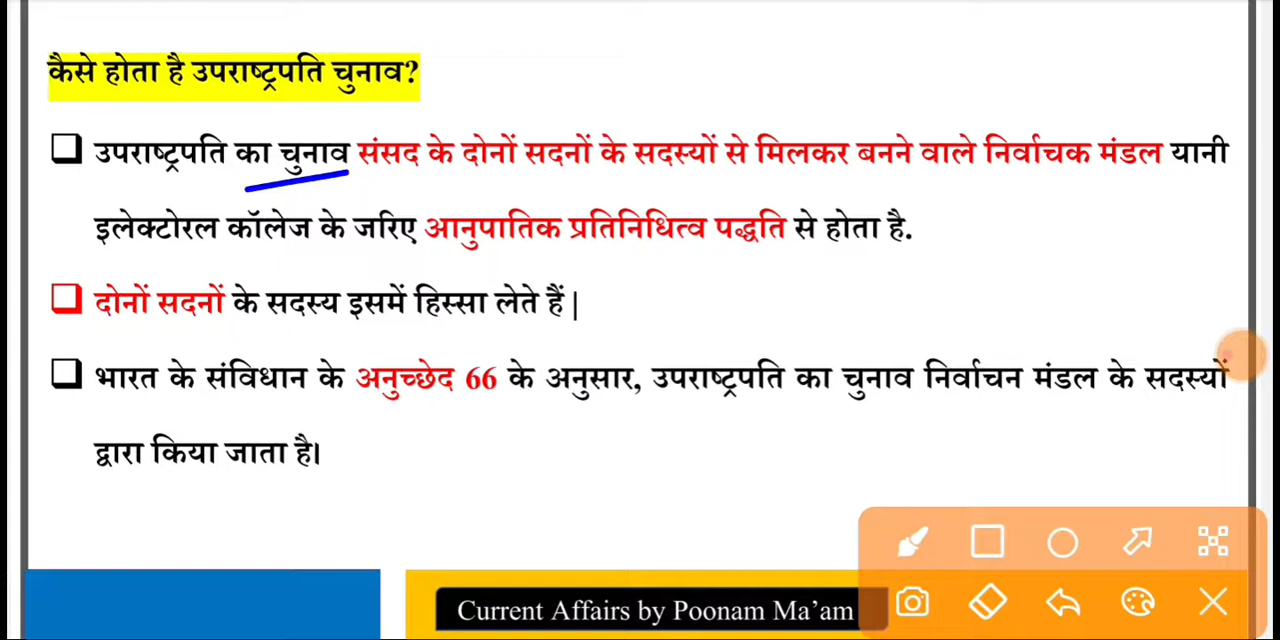 कैसे होता है उपराष्ट्रपति चुनाव?
❑ उपराष्ट्रपति का चुनाव संसद के दोनों सदनों के सदस्यों से मिलकर बनने वाले निर्वाचक मंडल यानी
इलेक्टोरल कॉलेज के जरिए आनुपातिक प्रतिनिधित्व पद्धति से होता है.
❑ दोनों सदनों के सदस्य इसमें हिस्सा लेते हैं|
❑ भारत के संविधान के अनुच्छेद 66 के अनुसार, उपराष्ट्रपति का चुनाव निर्वाचन मंडल के सदस्यों
द्वारा किया जाता है।
Current Affairs by Poonam Ma’am